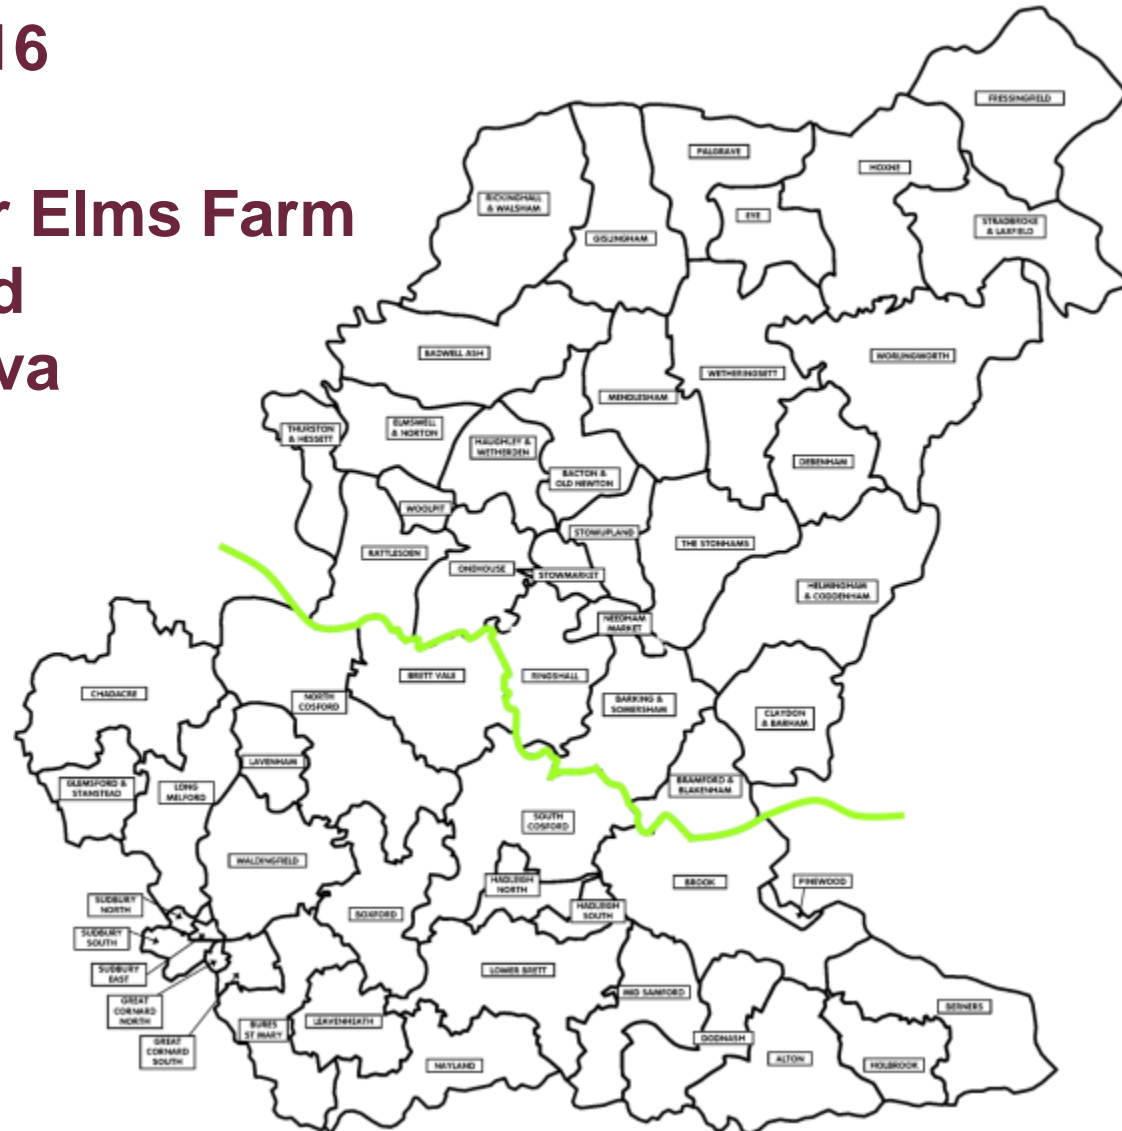 16
r Elms Farm
d
va
FRESSINGFIELD
PALGRAVE
HOXNE
RICKINGHALL
& WALSHAM
EYE
STRADBROKE
& LAXFIELD
GISLINGHAM
BADWELL ASH
WORLINGWORTH
WETHERINGSETT
MENDLESHAM
THURSTON
& HESSETT
ELMSWELL
& NORTON
HAUGHLEY &
WETHERDEN
DEBENHAM
BACTON &
OLD NEWTON
WOOLPIT
STOWUPLAND
THE STONHAMS
RATTLESDEN
ONEHOUSE
STOWMARKET
HELMINGHAM
& CODDENHAM
NEEDHAM
MARKET
BRETT VALE
RINGSHALL
CHADACRE
NORTH
COSFORD
BARKING &
SOMERSHAM
CLAYDON
& BARHAM
LAVENHAM
GLEMSFORD &
STANSTEAD
LONG
MELFORD
BRAMFORD &
BLAKENHAM
SOUTH
COSFORD
WALDINGFIELD
HADLEIGH
NORTH
BROOK
PINEWOOD
SUDBURY
NORTH
BOXFORD
HADLEIGH
SOUTH
SUDBURY
SOUTH
SUDBURY
EAST
LOWER BRETT
MID SAMFORD
GREAT
CORNARD
NORTH
BERNERS
BURES
ST MARY
LEAVENHEATH
DODNASH
GREAT
CORNARD
SOUTH
NAYLAND
ALTON
HOLBROOK